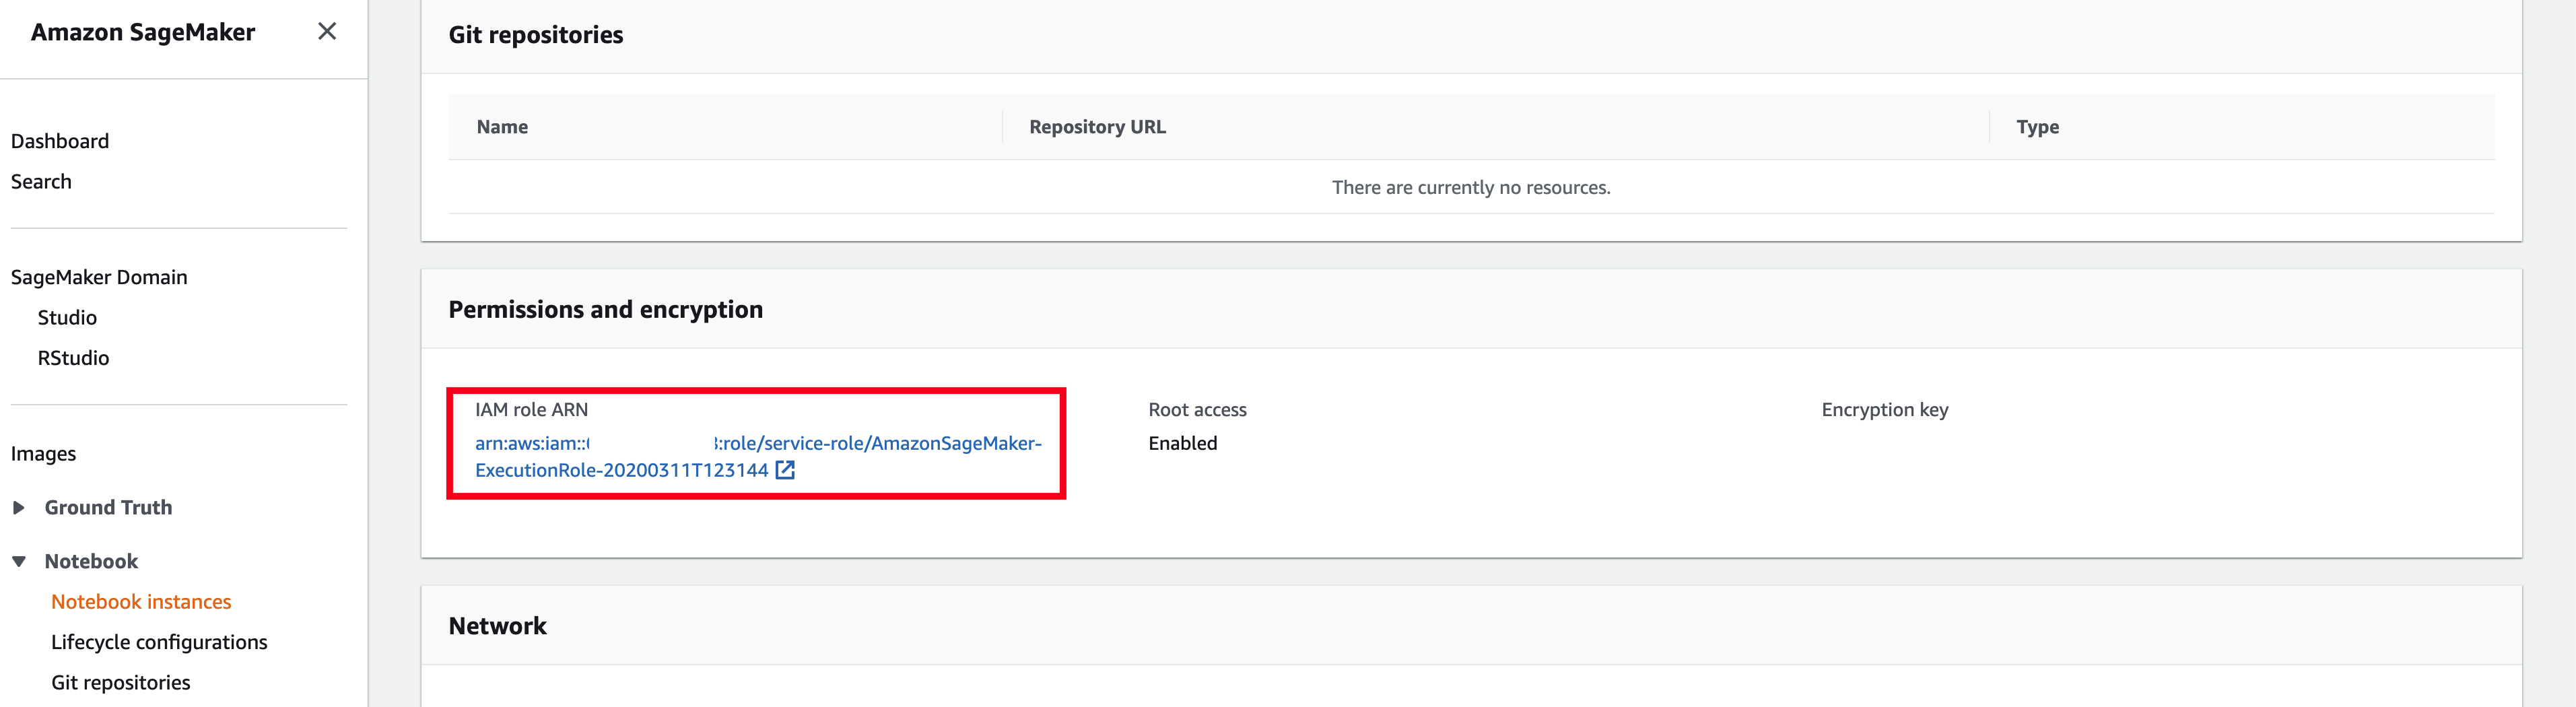 Amazon SageMaker
Dashboard
Search
SageMaker Domain
Studio
RStudio
Images
Ground Truth
Notebook
Notebook instances
Lifecycle configurations
Git repositories
Git repositories
Name Repository URL Type
There are currently no resources.
Permissions and encryption
IAM role ARN
arn:aws:iam:: :role/service-role/AmazonSageMaker-
ExecutionRole-20200311T123144
Root access
Enabled
Encryption key
Network